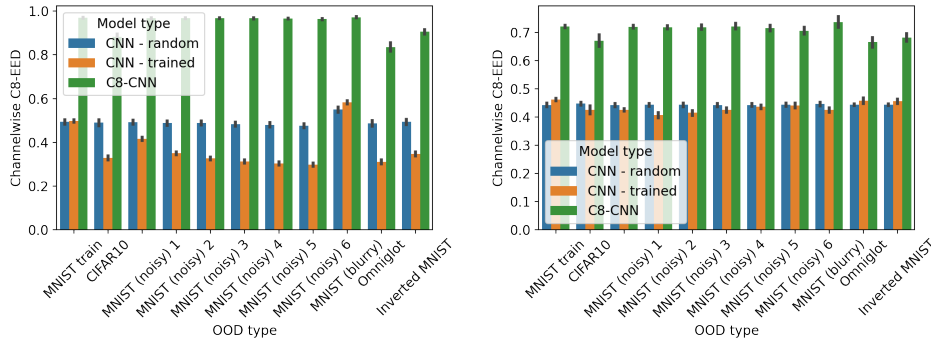 Channelwise C8-EED
1.0
0.8
0.6
0.4
0.2
0.0
Model type
CNN - random
CNN - trained
C8-CNN
MNIST train
CIFAR10
MNIST (noisy) 1
MNIST (noisy) 2
MNIST (noisy) 3
MNIST (noisy) 4
MNIST (noisy) 5
MNIST (noisy) 6
MNIST (blurry)
Omniglot
Inverted MNIST
OOD type
Channelwise C8-EED
0.7
0.6
0.5
0.4
0.3
0.2
0.1
0.0
Model type
CNN - random
CNN - trained
C8-CNN
MNIST train
CIFAR10
MNIST (noisy) 1
MNIST (noisy) 2
MNIST (noisy) 3
MNIST (noisy) 4
MNIST (noisy) 5
MNIST (noisy) 6
MNIST (blurry)
Omniglot
Inverted MNIST
OOD type